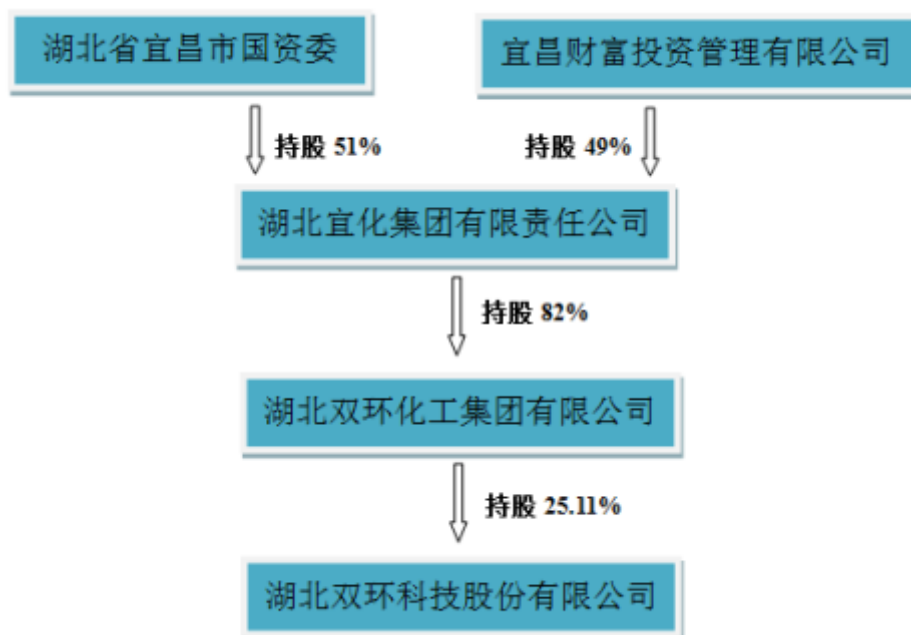 湖北省宜昌市国资委
宜昌财富投资管理有限公司
持股 51%
持股 49%
湖北宜化集团有限责任公司
持股 82%
湖北双环化工集团有限公司
持股 25.11%
湖北双环科技股份有限公司